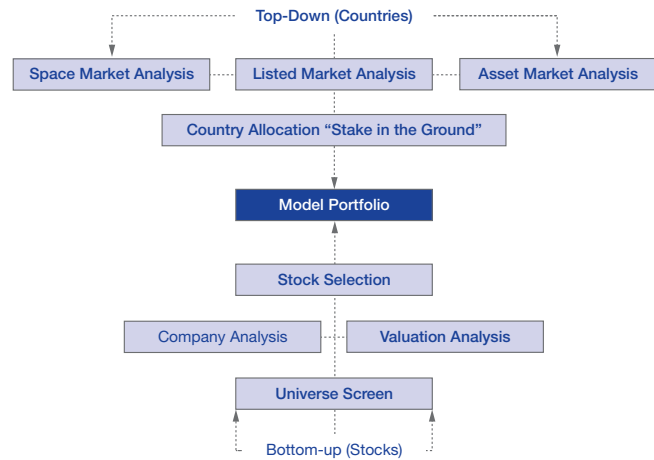 Top-Down (Countries)
Space Market Analysis
Listed Market Analysis
Asset Market Analysis
Country Allocation “Stake in the Ground”
Model Portfolio
Stock Selection
Company Analysis
Valuation Analysis
Universe Screen
Bottom-up (Stocks)